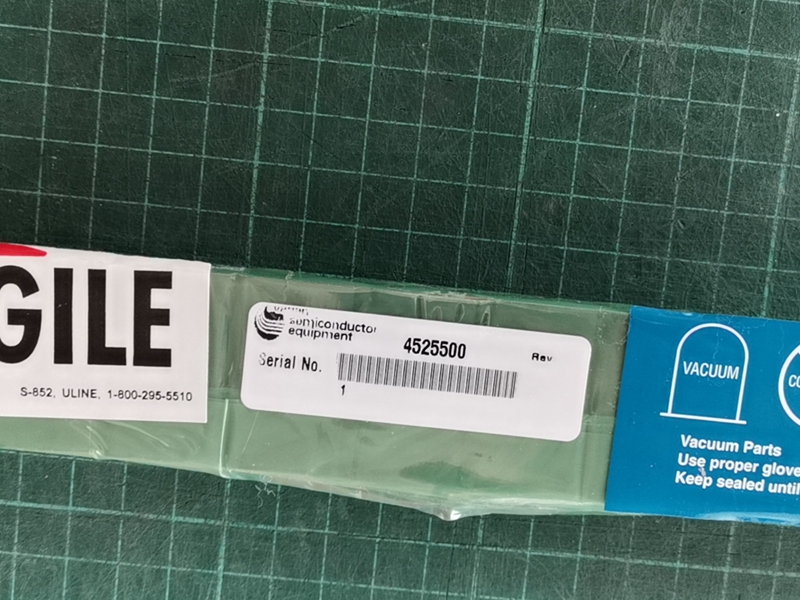 GILE
S-852, ULINE, 1-800-295-5510
semiconductor
equipment
4525500
Rev
Serial No.
1
VACUUM
CO
Vacuum Parts
Use proper glove
Keep sealed until